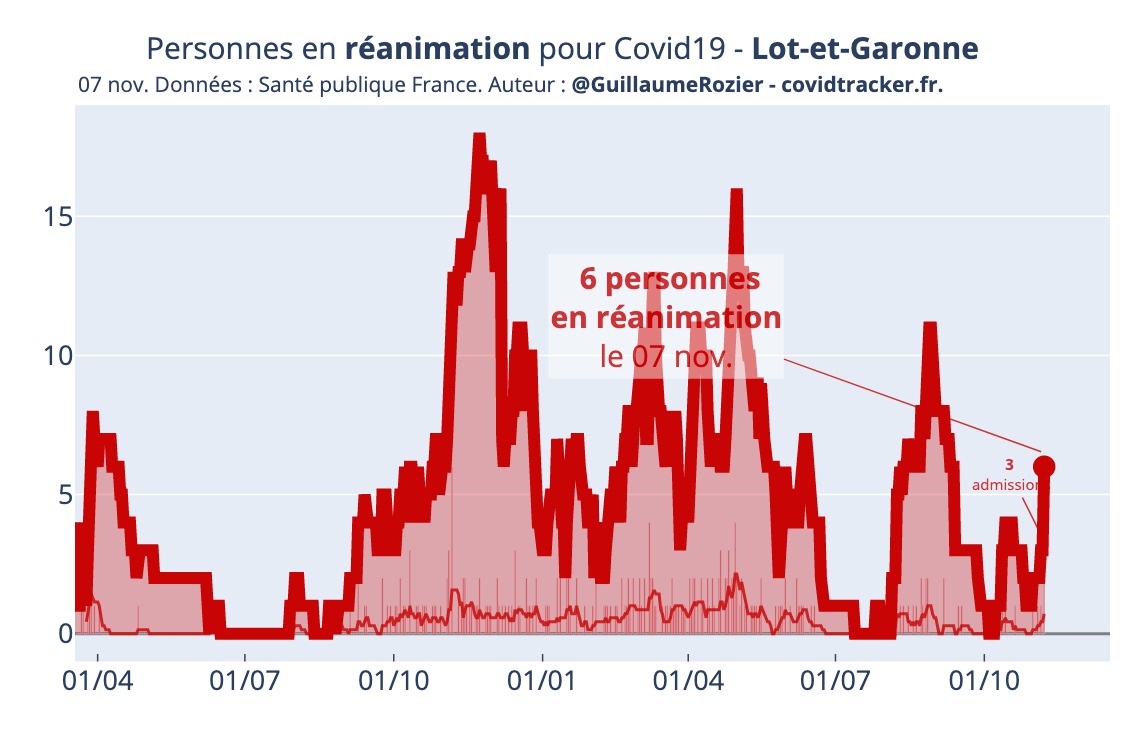 Personnes en réanimation pour Covid19 - Lot-et-Garonne
07 nov. Données : Santé publique France. Auteur : @GuillaumeRozier - covidtracker.fr.
15
10
5
0
6 personnes
en réanimation
le 07 nov.
3
admission
01/04
01/07
01/10
01/01
01/04
01/07
01/10